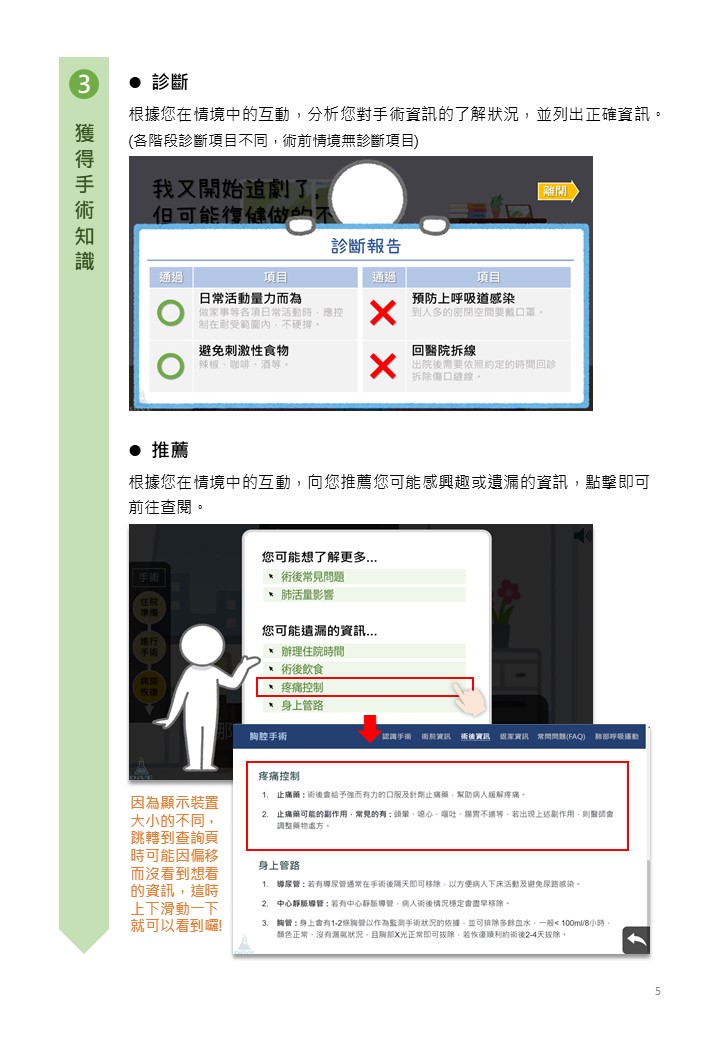 3
獲得手術知識
● 診斷
根據您在情境中的互動，分析您對手術資訊的了解狀況，並列出正確資訊。
(各階段診斷項目不同，術前情境無診斷項目)
我又開始追劇了,
但可能復健做的不
離開
診斷報告
通過 項目 通過 項目
日常活動量力而為
做家事等各項日常活動時，應控
制在耐受範圍內，不硬撐。
預防上呼吸道感染
到人多的密閉空間要戴口罩。
避免刺激性食物
辣椒、咖啡、酒等。
回醫院拆線
出院後需要依照約定的時間回診
拆除傷口縫線。
● 推薦
根據您在情境中的互動，向您推薦您可能感興趣或遺漏的資訊，點擊即可
前往查閱。
手術
住院
準備
進行
手術
病房
恢復
您可能想了解更多...
術後常見問題
肺活量影響
您可能遺漏的資訊...
辦理住院時間
術後飲食
疼痛控制
身上管路
那
DIVE
胸腔手術 認識手術 術前資訊 術後資訊 返家資訊 常問問題(FAQ) 肺部呼吸運動
疼痛控制
1. 止痛藥：術後會給予強而有力的口服及針劑止痛藥，幫助病人緩解疼痛。
2. 止痛藥可能的副作用，常見的有：頭暈、噁心、嘔吐、腸胃不適等，若出現上述副作用，則醫師會
調整藥物處方。
身上管路
1. 導尿管：若有導尿管通常在手術後隔天即可移除，以方便病人下床活動及避免尿路感染。
2. 中心靜脈導管：若有中心靜脈導管，病人術後情況穩定會盡早移除。
3. 胸管：身上會有1-2條胸管以作為監測手術狀況的依據，並可排除多餘血水，一般< 100ml/8小時，
顏色正常、沒有漏氣狀況，且胸部X光正常即可拔除，若恢復順利約術後2-4天拔除。
因為顯示裝置
大小的不同，
跳轉到查詢頁
時可能因偏移
而沒看到想看
的資訊，這時
上下滑動一下
就可以看到囉!
5